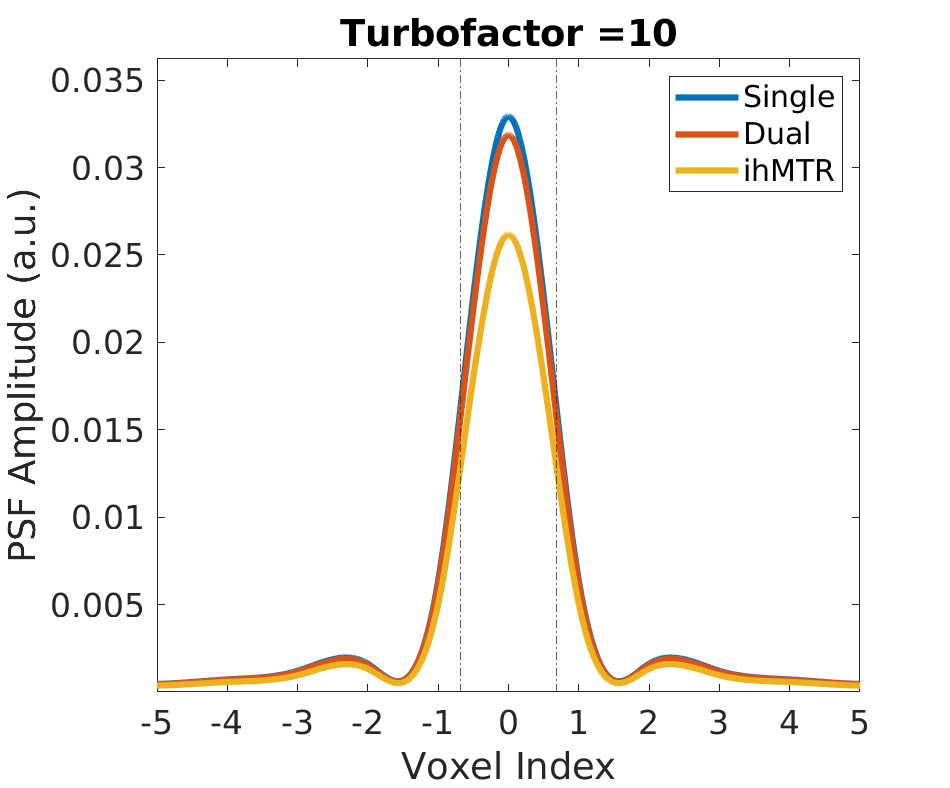 Turbofactor =10
Single
Dual
ihMTR
PSF Amplitude (a.u.)
0.035
0.03
0.025
0.02
0.015
0.01
0.005
-5 -4 -3 -2 -1 0 1 2 3 4 5
Voxel Index